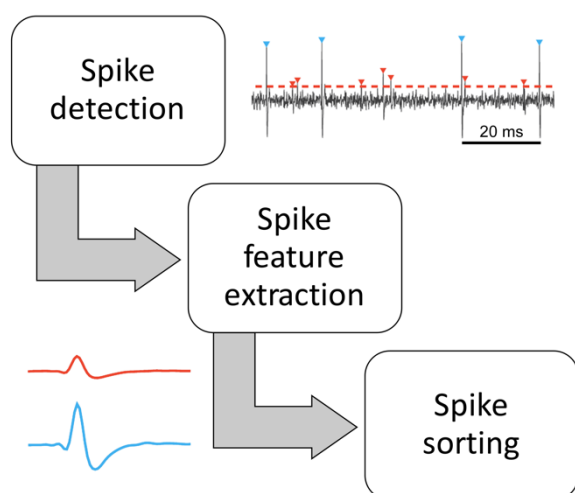 Spike
detection
20 ms
Spike
feature
extraction
Spike
sorting